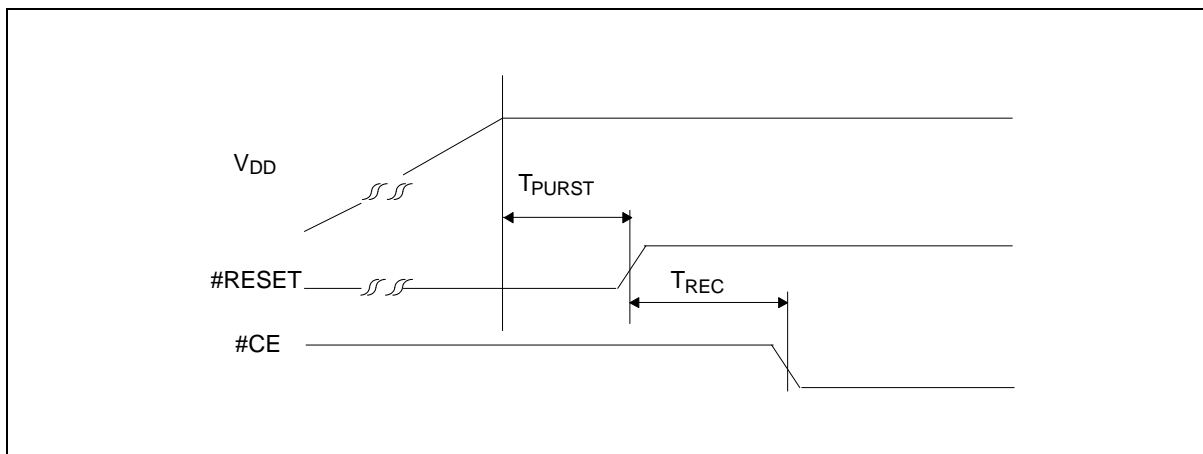 VDD
TPURST
#RESET
TREC
#CE